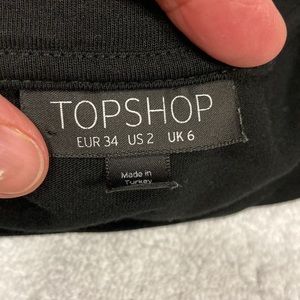 TOPSHOP
EUR 34 US 2 UK 6
Made in
Turkey